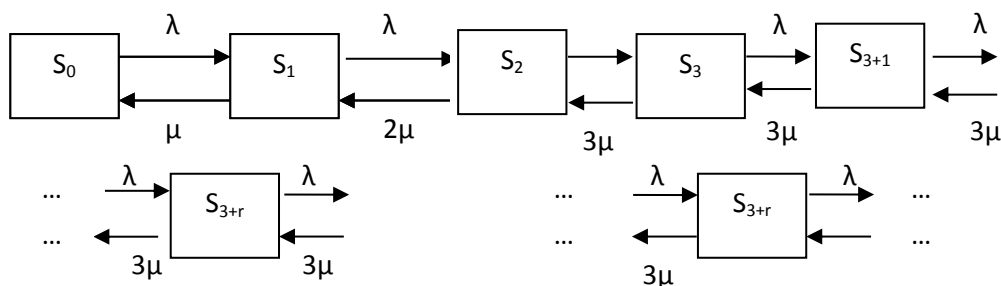 λ λ λ λ
S₀ S₁ S₂ S₃ S₃₊₁
μ 2μ 3μ 3μ 3μ
... λ λ ... λ λ ...
S₃₊ᵣ S₃₊ᵣ
... 3μ 3μ ... 3μ ...